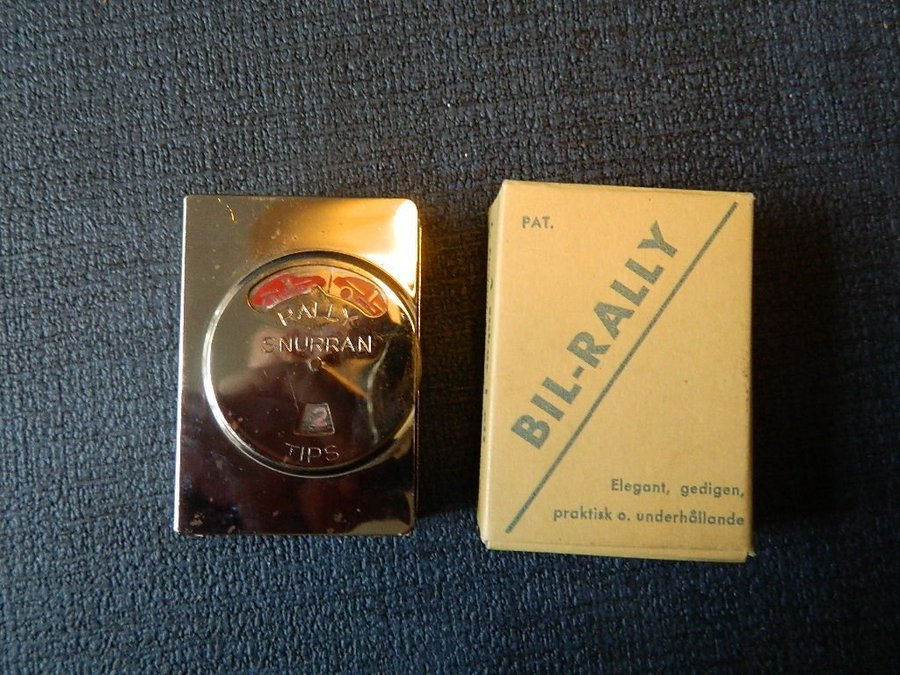 RALLY
SNURRAN
2
TIPS
PAT.
BIL-RALLY
Elegant, gedigen,
praktisk o. underhållande